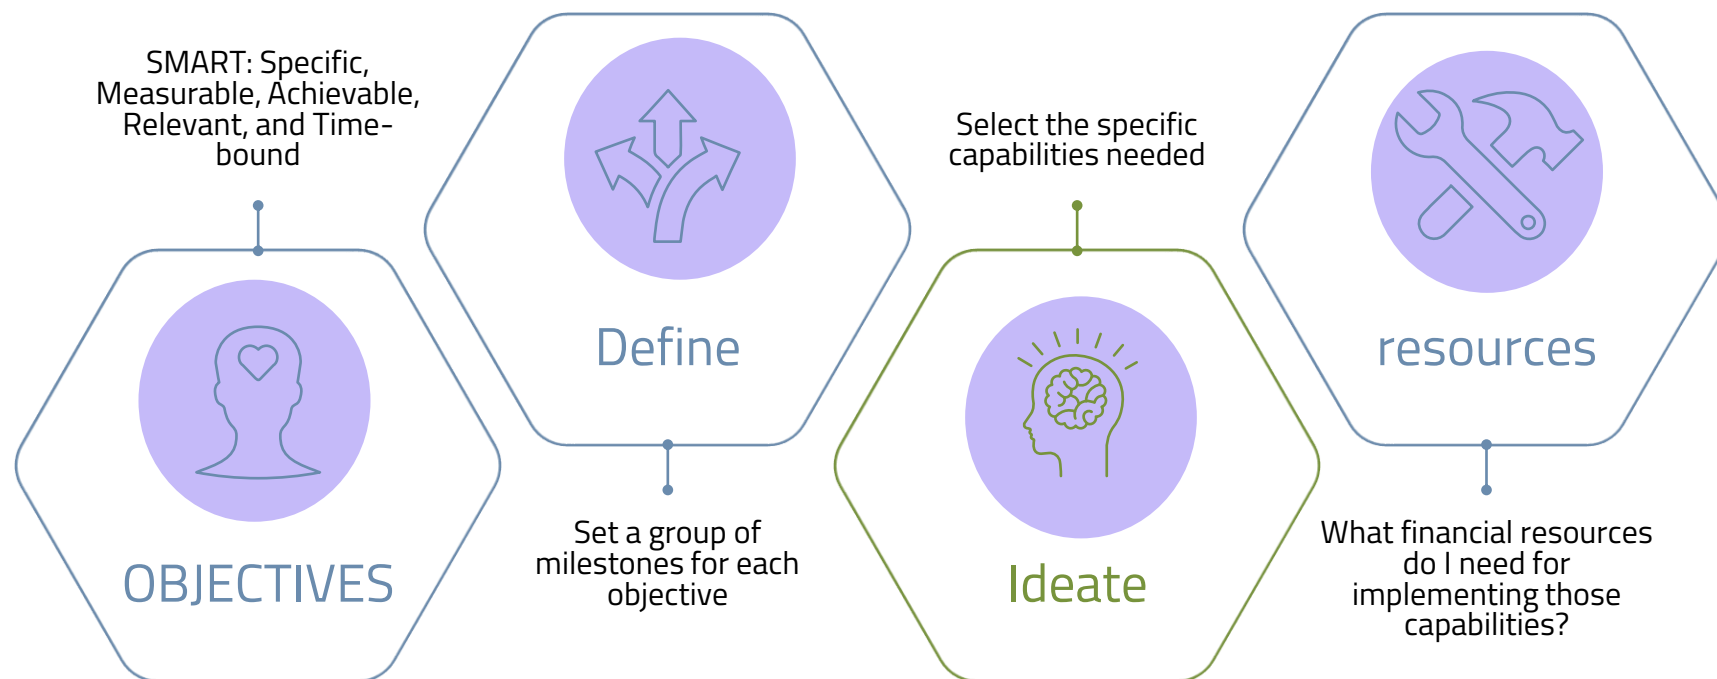 SMART: Specific,
Measurable, Achievable,
Relevant, and Time-
bound
OBJECTIVES
Define
Set a group of
milestones for each
objective
Select the specific
capabilities needed
Ideate
resources
What financial resources
do I need for
implementing those
capabilities?